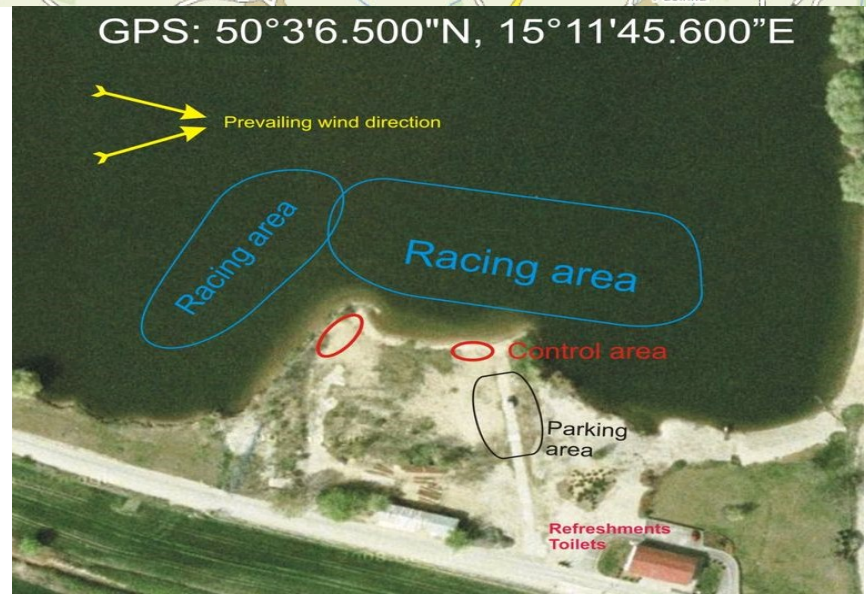 GPS: 50°3'6.500"N, 15°11'45.600”E
Prevailing wind direction
Racing area
Racing area
Control area
Parking
area
Refreshments
Toilets